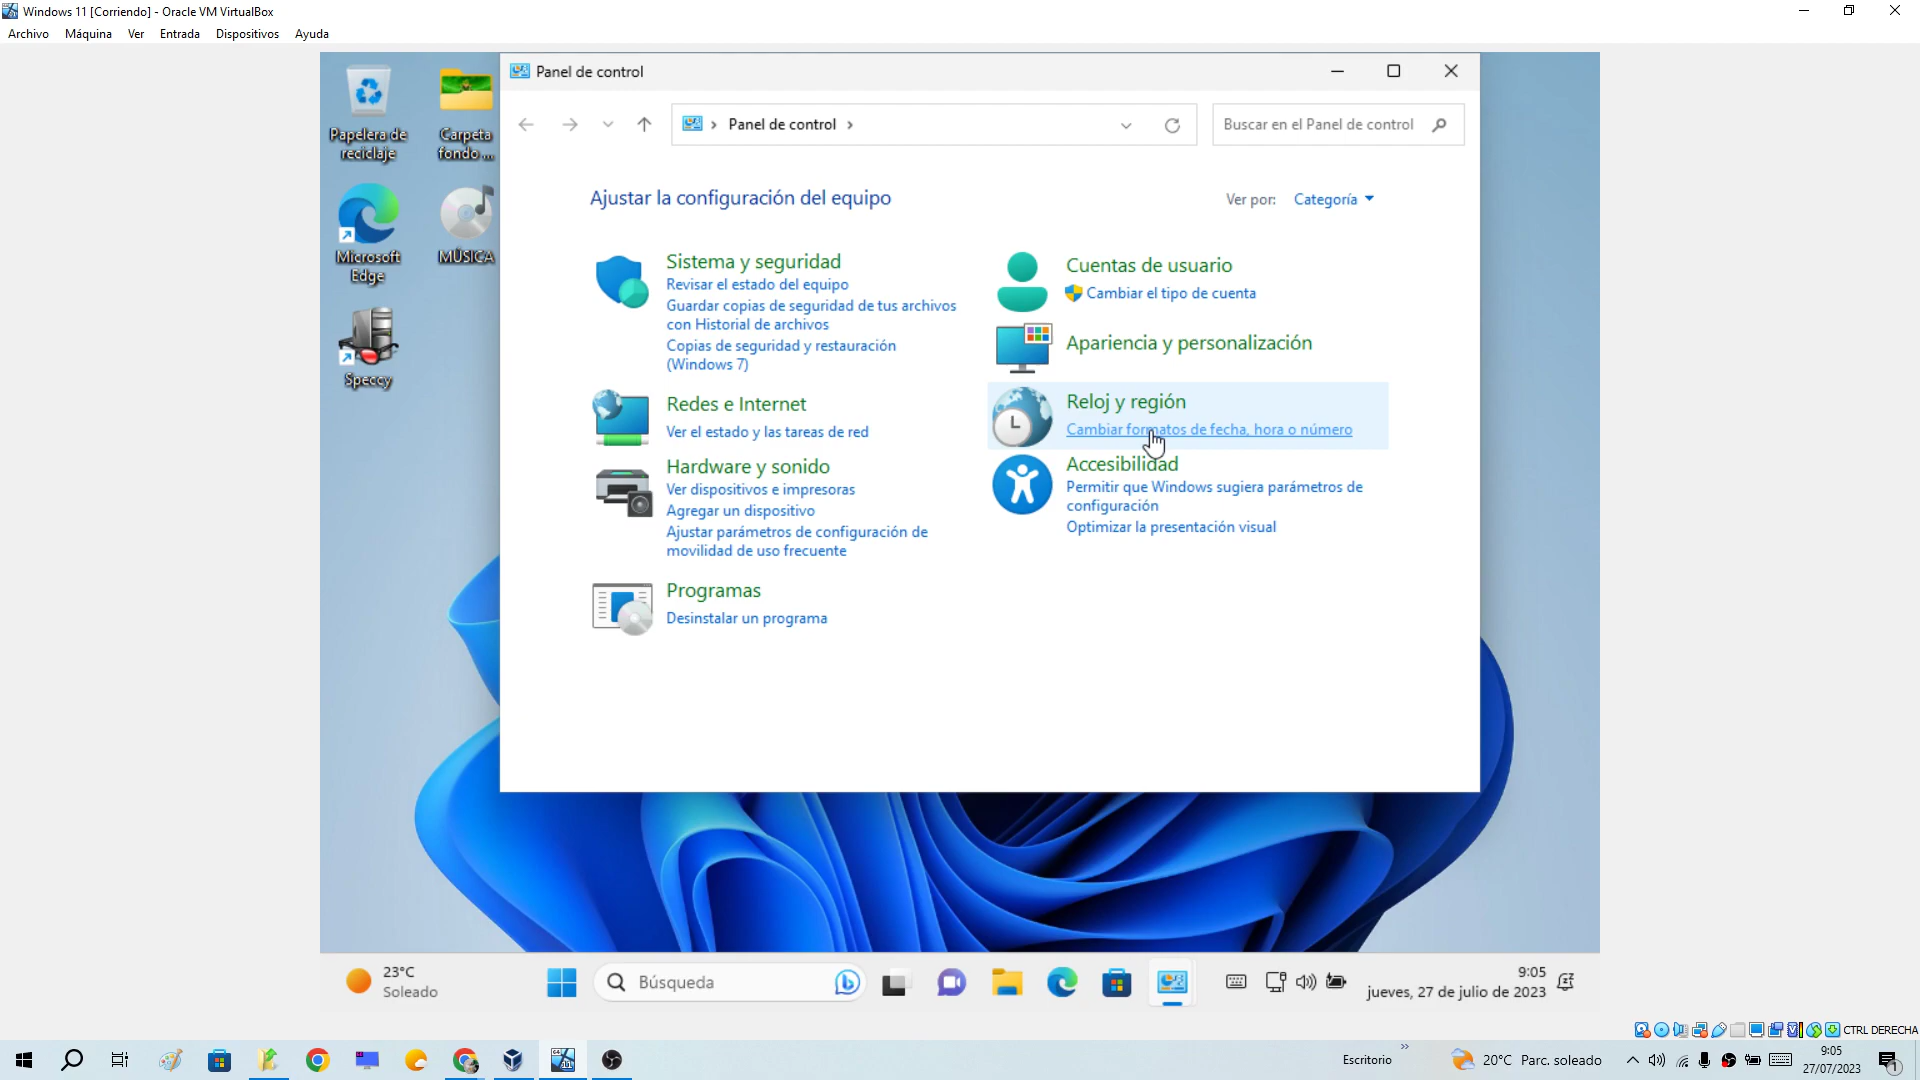 Windows 11 [Corriendo] - Oracle VM VirtualBox
Archivo Máquina Ver Entrada Dispositivos Ayuda
Papelera de
reciclaje
Carpeta
fondo ...
Microsoft
Edge
MÚSICA
Speccy
Panel de control
Panel de control
Buscar en el Panel de control
Ajustar la configuración del equipo
Ver por: Categoría
Sistema y seguridad
Revisar el estado del equipo
Guardar copias de seguridad de tus archivos
con Historial de archivos
Copias de seguridad y restauración
(Windows 7)
Redes e Internet
Ver el estado y las tareas de red
Hardware y sonido
Ver dispositivos e impresoras
Agregar un dispositivo
Ajustar parámetros de configuración de
movilidad de uso frecuente
Programas
Desinstalar un programa
Cuentas de usuario
Cambiar el tipo de cuenta
Apariencia y personalización
Reloj y región
Cambiar formatos de fecha, hora o número
Accesibilidad
Permitir que Windows sugiera parámetros de
configuración
Optimizar la presentación visual
23°C
Soleado
Búsqueda
9:05
jueves, 27 de julio de 2023
CTRL DERECHA
Escritorio
20°C Parc. soleado
9:05
27/07/2023
1